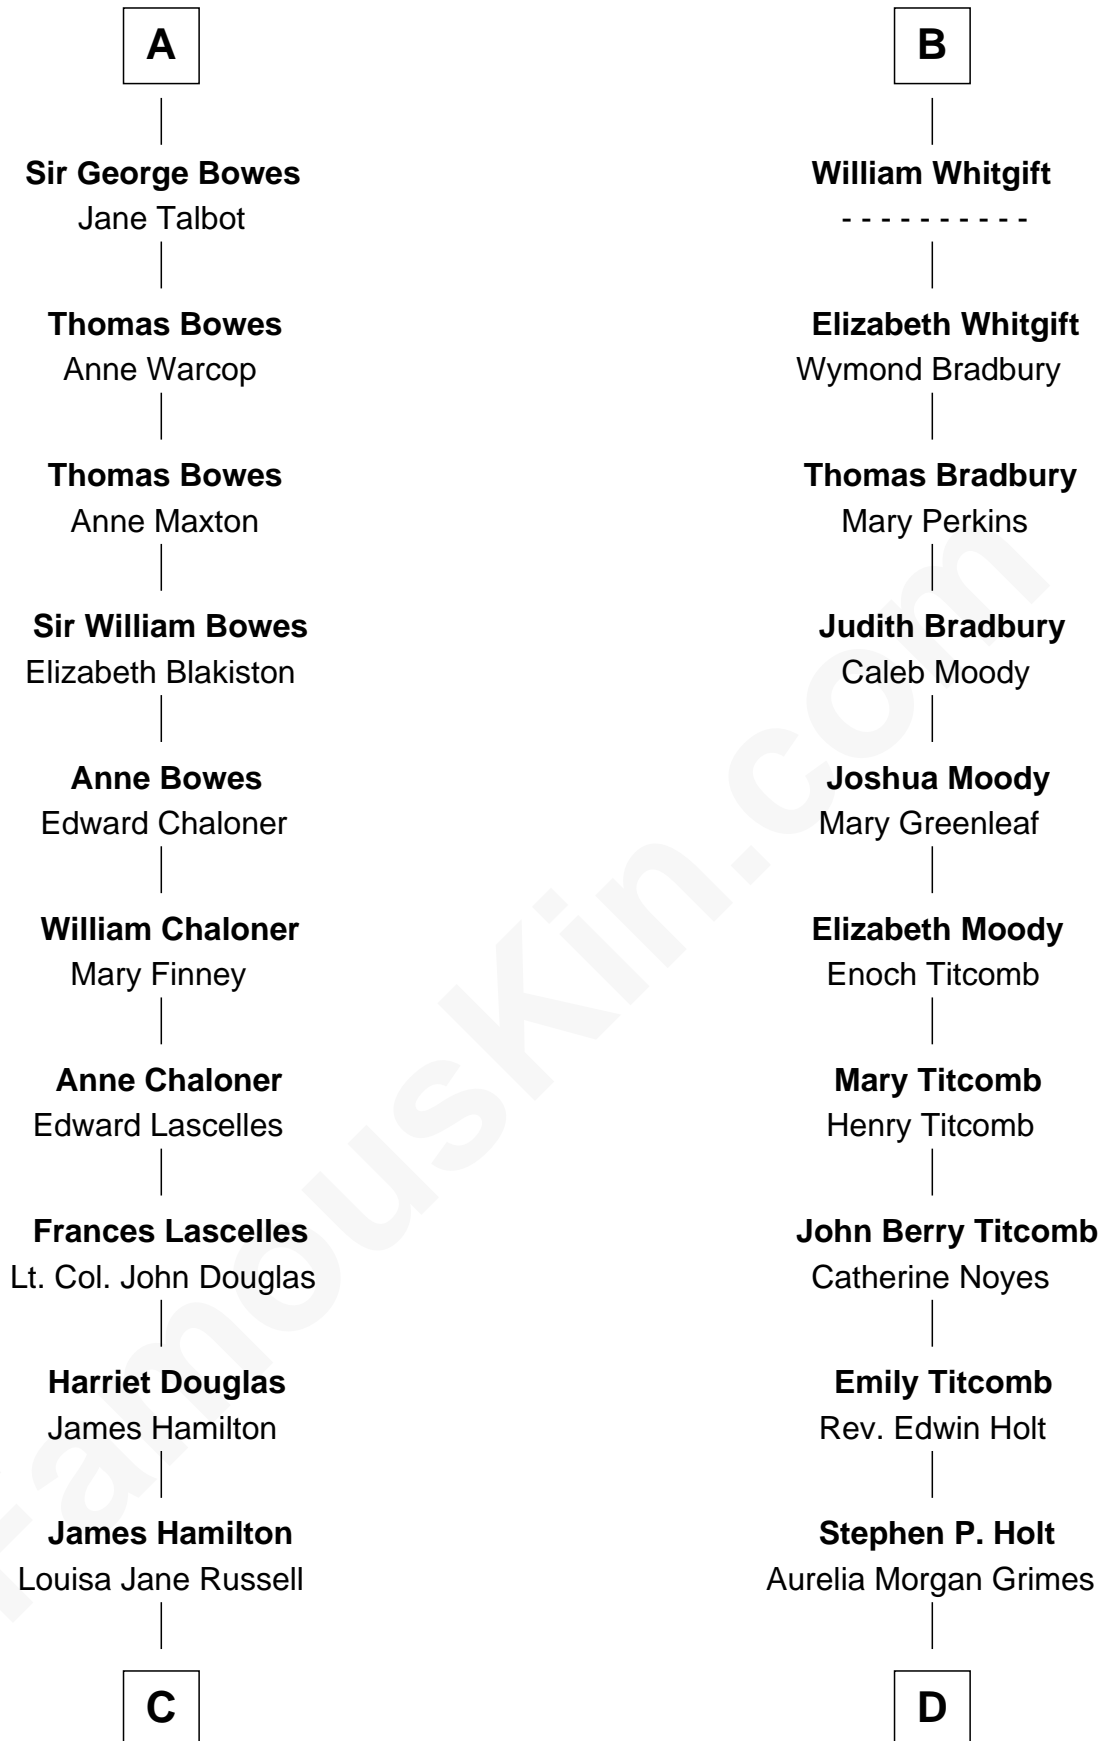 A
Sir George Bowes
Jane Talbot
Thomas Bowes
Anne Warcop
Thomas Bowes
Anne Maxton
Sir William Bowes
Elizabeth Blakiston
Anne Bowes
Edward Chaloner
William Chaloner
Mary Finney
Anne Chaloner
Edward Lascelles
Frances Lascelles
Lt. Col. John Douglas
Harriet Douglas
James Hamilton
James Hamilton
Louisa Jane Russell
C
B
William Whitgift
- - - - - - - - - -
Elizabeth Whitgift
Wymond Bradbury
Thomas Bradbury
Mary Perkins
Judith Bradbury
Caleb Moody
Joshua Moody
Mary Greenleaf
Elizabeth Moody
Enoch Titcomb
Mary Titcomb
Henry Titcomb
John Berry Titcomb
Catherine Noyes
Emily Titcomb
Rev. Edwin Holt
Stephen P. Holt
Aurelia Morgan Grimes
D
FamousKin.com